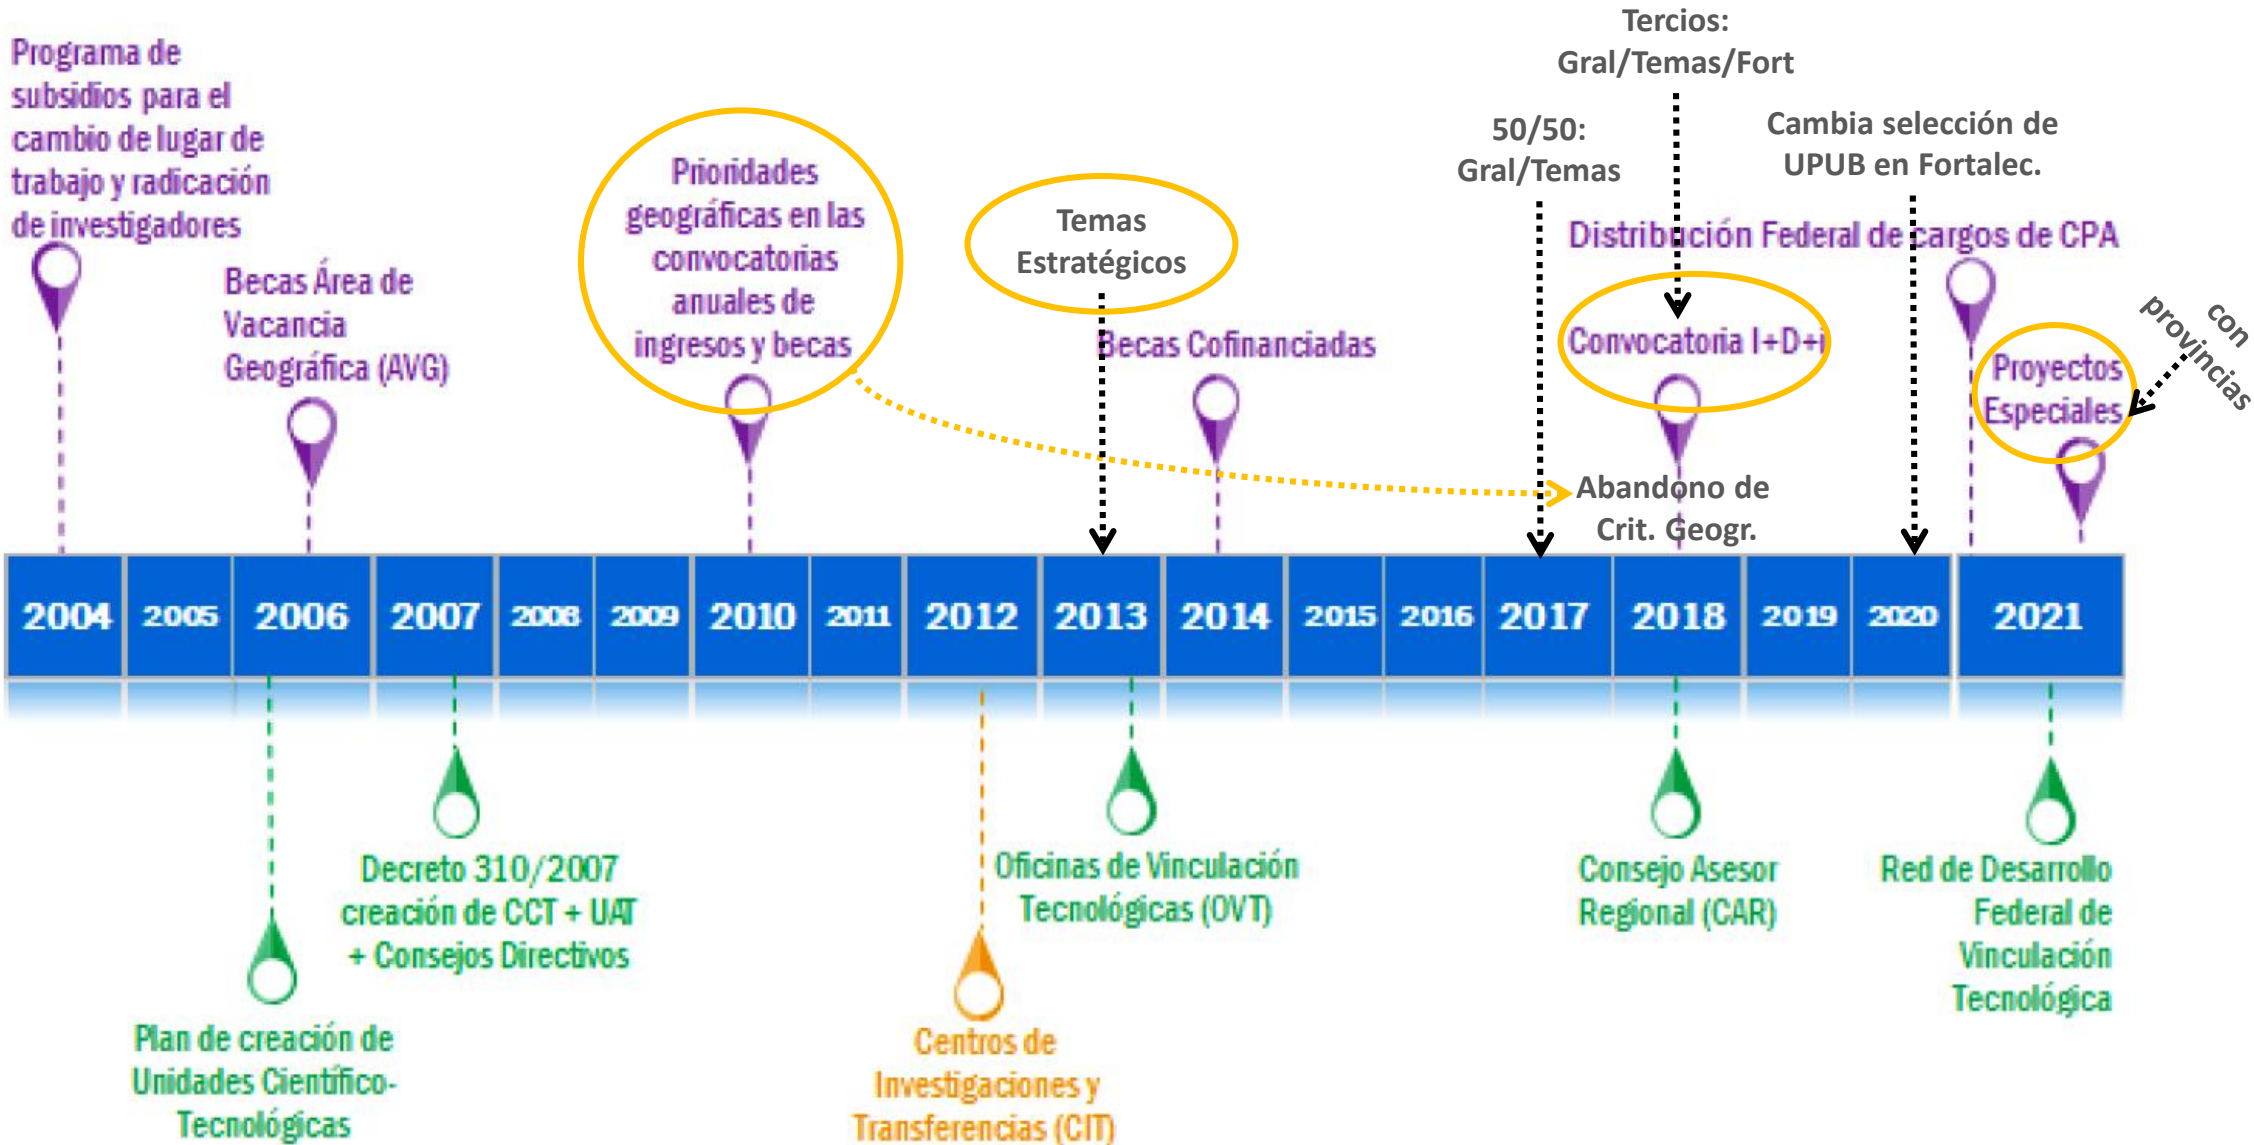 Programa de
subsidios para el
cambio de lugar de
trabajo y radicación
de investigadores
Becas Área de
Vacancia
Geográfica (AVG)
Prioridades
geográficas en las
convocatorias
anuales de
ingresos y becas
Temas
Estratégicos
Becas Cofinanciadas
50/50:
Gral/Temas
Tercios:
Gral/Temas/Fort
Cambia selección de
UPUB en Fortalec.
Distribución Federal de cargos de CPA
Convocatoria I+D+i
Proyectos
Especiales
con
provincias
Abandono de
Crit. Geogr.
2004 2005 2006 2007 2008 2009 2010 2011 2012 2013 2014 2015 2016 2017 2018 2019 2020 2021
Plan de creación de
Unidades Científico-
Tecnológicas
Decreto 310/2007
creación de CCT + UAT
+ Consejos Directivos
Centros de
Investigaciones y
Transferencias (CIT)
Oficinas de Vinculación
Tecnológicas (OVT)
Consejo Asesor
Regional (CAR)
Red de Desarrollo
Federal de
Vinculación
Tecnológica